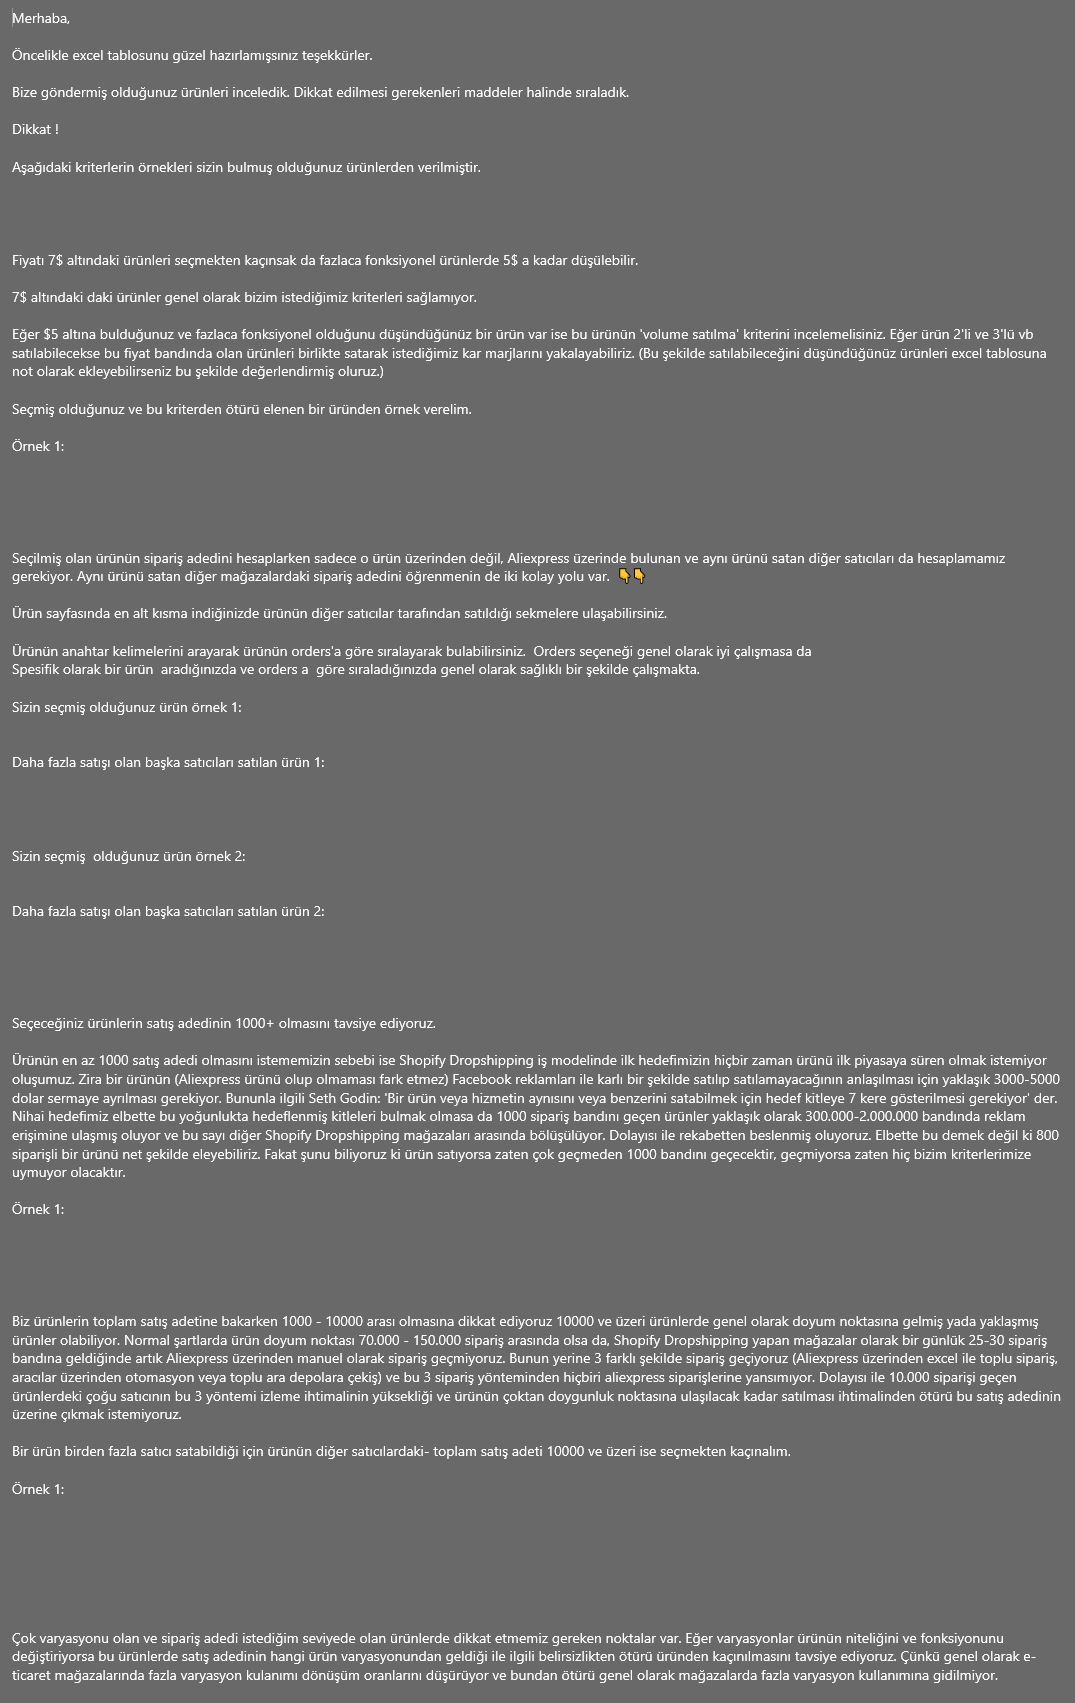 Merhaba,
Öncelikle excel tablosunu güzel hazırlamışsınız teşekkürler.
Bize göndermiş olduğunuz ürünleri inceledik. Dikkat edilmesi gerekenleri maddeler halinde sıraladık.
Dikkat !
Aşağıdaki kriterlerin örnekleri sizin bulmuş olduğunuz ürünlerden verilmiştir.
Fiyatı 7$ altındaki ürünleri seçmekten kaçınsak da fazlaca fonksiyonel ürünlerde 5$ a kadar düşülebilir.
7$ altındaki daki ürünler genel olarak bizim istediğimiz kriterleri sağlamıyor.
Eğer $5 altına bulduğunuz ve fazlaca fonksiyonel olduğunu düşündüğünüz bir ürün var ise bu ürünün 'volume satılma' kriterini incelemelisiniz. Eğer ürün 2'li ve 3'lü vb
satılabilecekse bu fiyat bandında olan ürünleri birlikte satarak istediğimiz kar marjlarını yakalayabiliriz. (Bu şekilde satılabileceğini düşündüğünüz ürünleri excel tablosuna
not olarak ekleyebilirseniz bu şekilde değerlendirmiş oluruz.)
Seçmiş olduğunuz ve bu kriterden ötürü elenen bir üründen örnek verelim.
Örnek 1:
Seçilmiş olan ürünün sipariş adedini hesaplarken sadece o ürün üzerinden değil, Aliexpress üzerinde bulunan ve aynı ürünü satan diğer satıcıları da hesaplamamız
gerekiyor. Aynı ürünü satan diğer mağazalardaki sipariş adedini öğrenmenin de iki kolay yolu var. 👇👇
Ürün sayfasında en alt kısma indiğinizde ürünün diğer satıcılar tarafından satıldığı sekmelere ulaşabilirsiniz.
Ürünün anahtar kelimelerini arayarak ürünün orders'a göre sıralayarak bulabilirsiniz.  Orders seçeneği genel olarak iyi çalışmasa da
Spesifik olarak bir ürün  aradığınızda ve orders a  göre sıraladığınızda genel olarak sağlıklı bir şekilde çalışmakta.
Sizin seçmiş olduğunuz ürün örnek 1:
Daha fazla satışı olan başka satıcıları satılan ürün 1:
Sizin seçmiş  olduğunuz ürün örnek 2:
Daha fazla satışı olan başka satıcıları satılan ürün 2:
Seçeceğiniz ürünlerin satış adedinin 1000+ olmasını tavsiye ediyoruz.
Ürünün en az 1000 satış adedi olmasını istememizin sebebi ise Shopify Dropshipping iş modelinde ilk hedefimizin hiçbir zaman ürünü ilk piyasaya süren olmak istemiyor
oluşumuz. Zira bir ürünün (Aliexpress ürünü olup olmaması fark etmez) Facebook reklamları ile karlı bir şekilde satılıp satılamayacağının anlaşılması için yaklaşık 3000-5000
dolar sermaye ayrılması gerekiyor. Bununla ilgili Seth Godin: 'Bir ürün veya hizmetin aynısını veya benzerini satabilmek için hedef kitleye 7 kere gösterilmesi gerekiyor' der.
Nihai hedefimiz elbette bu yoğunlukta hedeflenmiş kitleleri bulmak olmasa da 1000 sipariş bandını geçen ürünler yaklaşık olarak 300.000-2.000.000 bandında reklam
erişimine ulaşmış oluyor ve bu sayı diğer Shopify Dropshipping mağazaları arasında bölüşülüyor. Dolayısı ile rekabetten beslenmiş oluyoruz. Elbette bu demek değil ki 800
siparişli bir ürünü net şekilde eleyebiliriz. Fakat şunu biliyoruz ki ürün satıyorsa zaten çok geçmeden 1000 bandını geçecektir, geçmiyorsa zaten hiç bizim kriterlerimize
uymuyor olacaktır.
Örnek 1:
Biz ürünlerin toplam satış adetine bakarken 1000 - 10000 arası olmasına dikkat ediyoruz 10000 ve üzeri ürünlerde genel olarak doyum noktasına gelmiş yada yaklaşmış
ürünler olabiliyor. Normal şartlarda ürün doyum noktası 70.000 - 150.000 sipariş arasında olsa da, Shopify Dropshipping yapan mağazalar olarak bir günlük 25-30 sipariş
bandına geldiğinde artık Aliexpress üzerinden manuel olarak sipariş geçmiyoruz. Bunun yerine 3 farklı şekilde sipariş geçiyoruz (Aliexpress üzerinden excel ile toplu sipariş,
aracılar üzerinden otomasyon veya toplu ara depolara çekiş) ve bu 3 sipariş yönteminden hiçbiri aliexpress siparişlerine yansımıyor. Dolayısı ile 10.000 siparişi geçen
ürünlerdeki çoğu satıcının bu 3 yöntemi izleme ihtimalinin yüksekliği ve ürünün çoktan doygunluk noktasına ulaşılacak kadar satılması ihtimalinden ötürü bu satış adedinin
üzerine çıkmak istemiyoruz.
Bir ürün birden fazla satıcı satabildiği için ürünün diğer satıcılardaki- toplam satış adeti 10000 ve üzeri ise seçmekten kaçınalım.
Örnek 1:
Çok varyasyonu olan ve sipariş adedi istediğim seviyede olan ürünlerde dikkat etmemiz gereken noktalar var. Eğer varyasyonlar ürünün niteliğini ve fonksiyonunu
değiştiriyorsa bu ürünlerde satış adedinin hangi ürün varyasyonundan geldiği ile ilgili belirsizlikten ötürü üründen kaçınılmasını tavsiye ediyoruz. Çünkü genel olarak e-
ticaret mağazalarında fazla varyasyon kulanımı dönüşüm oranlarını düşürüyor ve bundan ötürü genel olarak mağazalarda fazla varyasyon kullanımına gidilmiyor.